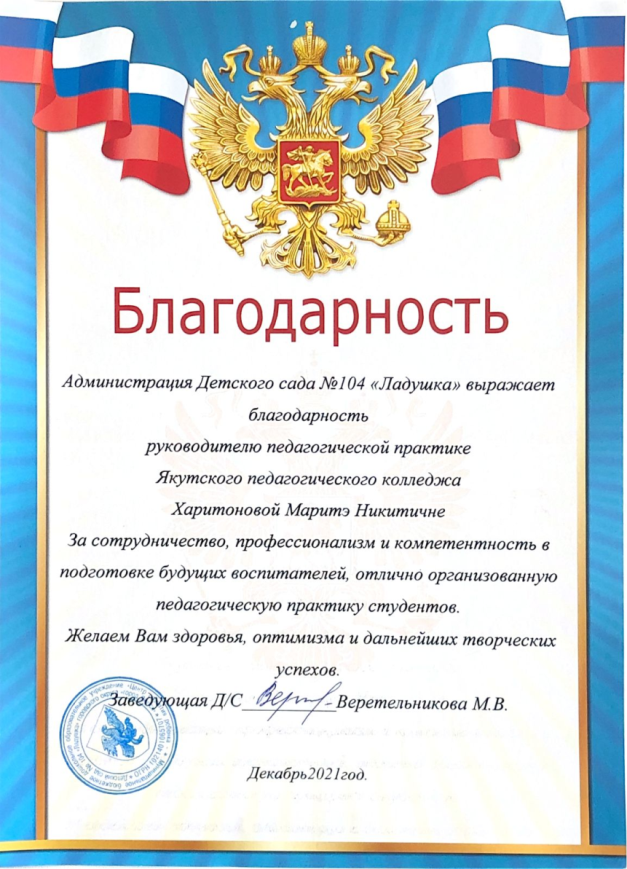 Благодарность
Администрация Детского сада №104 «Ладушка» выражает
благодарность
руководителю педагогической практике
Якутского педагогического колледжа
Харитоновой Маритэ Никитичне
За сотрудничество, профессионализм и компетентность в
подготовке будущих воспитателей, отлично организованную
педагогическую практику студентов.
Желаем Вам здоровья, оптимизма и дальнейших творческих
успехов.
Заведующая Д/С Веретельникова М.В.
Декабрь2021год.